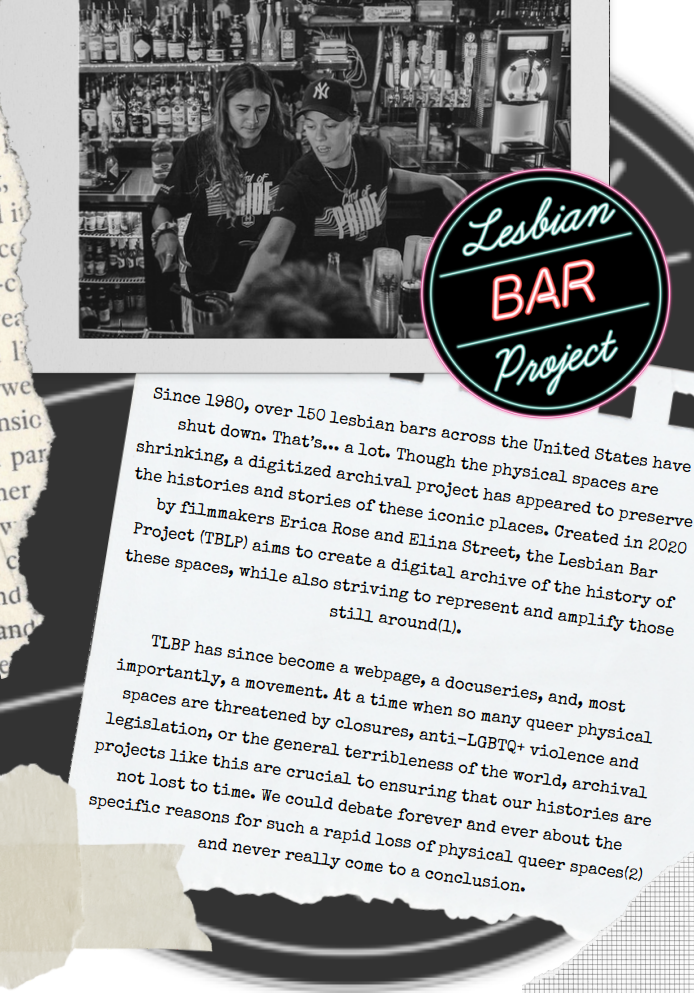 City of
PRIDE
City of
PRIDE
NY
Lesbian
BAR
Project
Since 1980, over 150 lesbian bars across the United States have
shut down. That's... a lot. Though the physical spaces are
shrinking, a digitized archival project has appeared to preserve
the histories and stories of these iconic places. Created in 2020
by filmmakers Erica Rose and Elina Street, the Lesbian Bar
Project (TBLP) aims to create a digital archive of the history of
these spaces, while also striving to represent and amplify those
still around(1).
TLBP has since become a webpage, a docuseries, and, most
importantly, a movement. At a time when so many queer physical
spaces are threatened by closures, anti-LGBTQ+ violence and
legislation, or the general terribleness of the world, archival
projects like this are crucial to ensuring that our histories are
not lost to time. We could debate forever and ever about the
specific reasons for such a rapid loss of physical queer spaces(2)
and never really come to a conclusion.